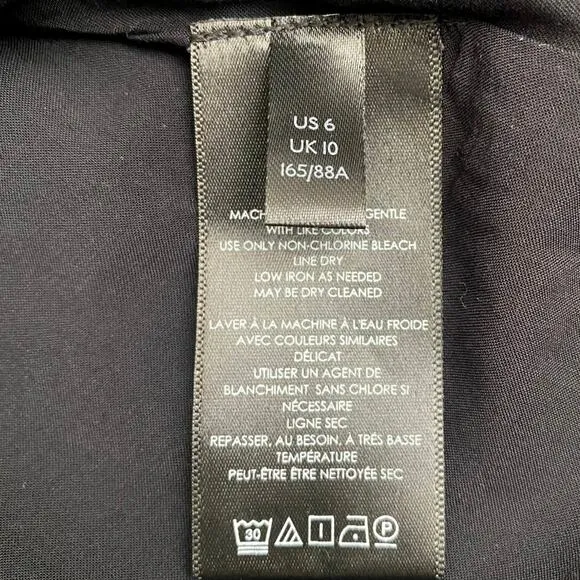 US 6
UK 10
165/88A
MACH GENTLE
WITH LIKE COLORS
USE ONLY NON-CHLORINE BLEACH
LINE DRY
LOW IRON AS NEEDED
MAY BE DRY CLEANED
LAVER À LA MACHINE À L'EAU FROIDE
AVEC COULEURS SIMILAIRES
DÉLICAT
UTILISER UN AGENT DE
BLANCHIMENT SANS CHLORE SI
NÉCESSAIRE
LIGNE SEC
REPASSER, AU BESOIN, À TRÈS BASSE
TEMPÉRATURE
PEUT-ÊTRE ÊTRE NETTOYÉE SEC
30 P